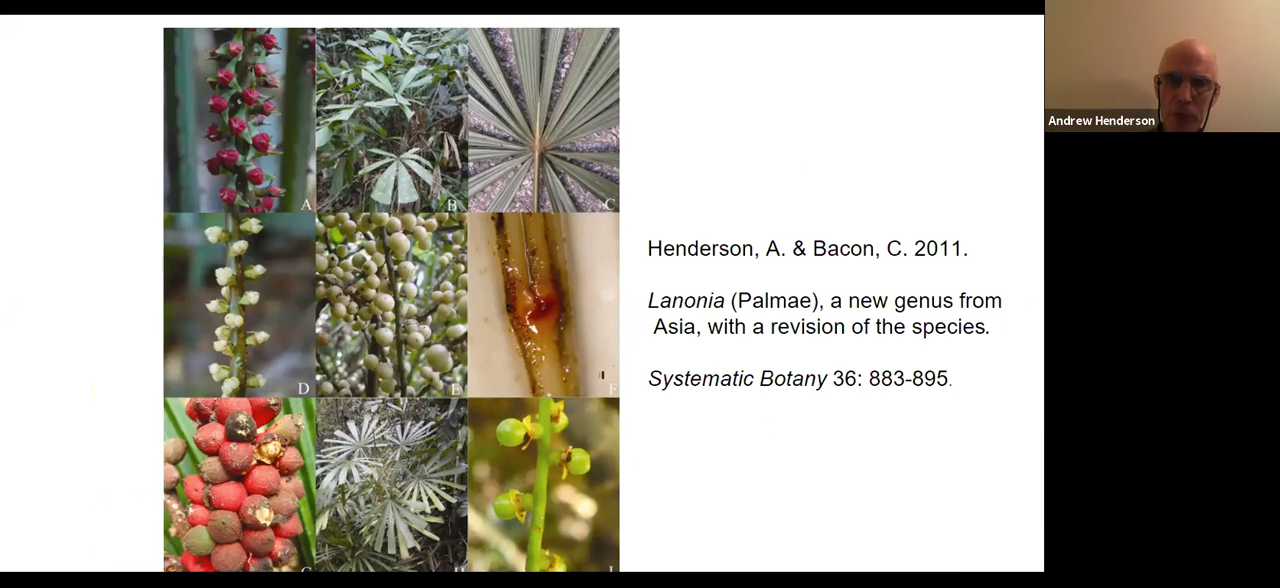 A
B
C
D
E
F
Henderson, A. & Bacon, C. 2011.
Lanonia (Palmae), a new genus from
Asia, with a revision of the species.
Systematic Botany 36: 883-895.
Andrew Henderson